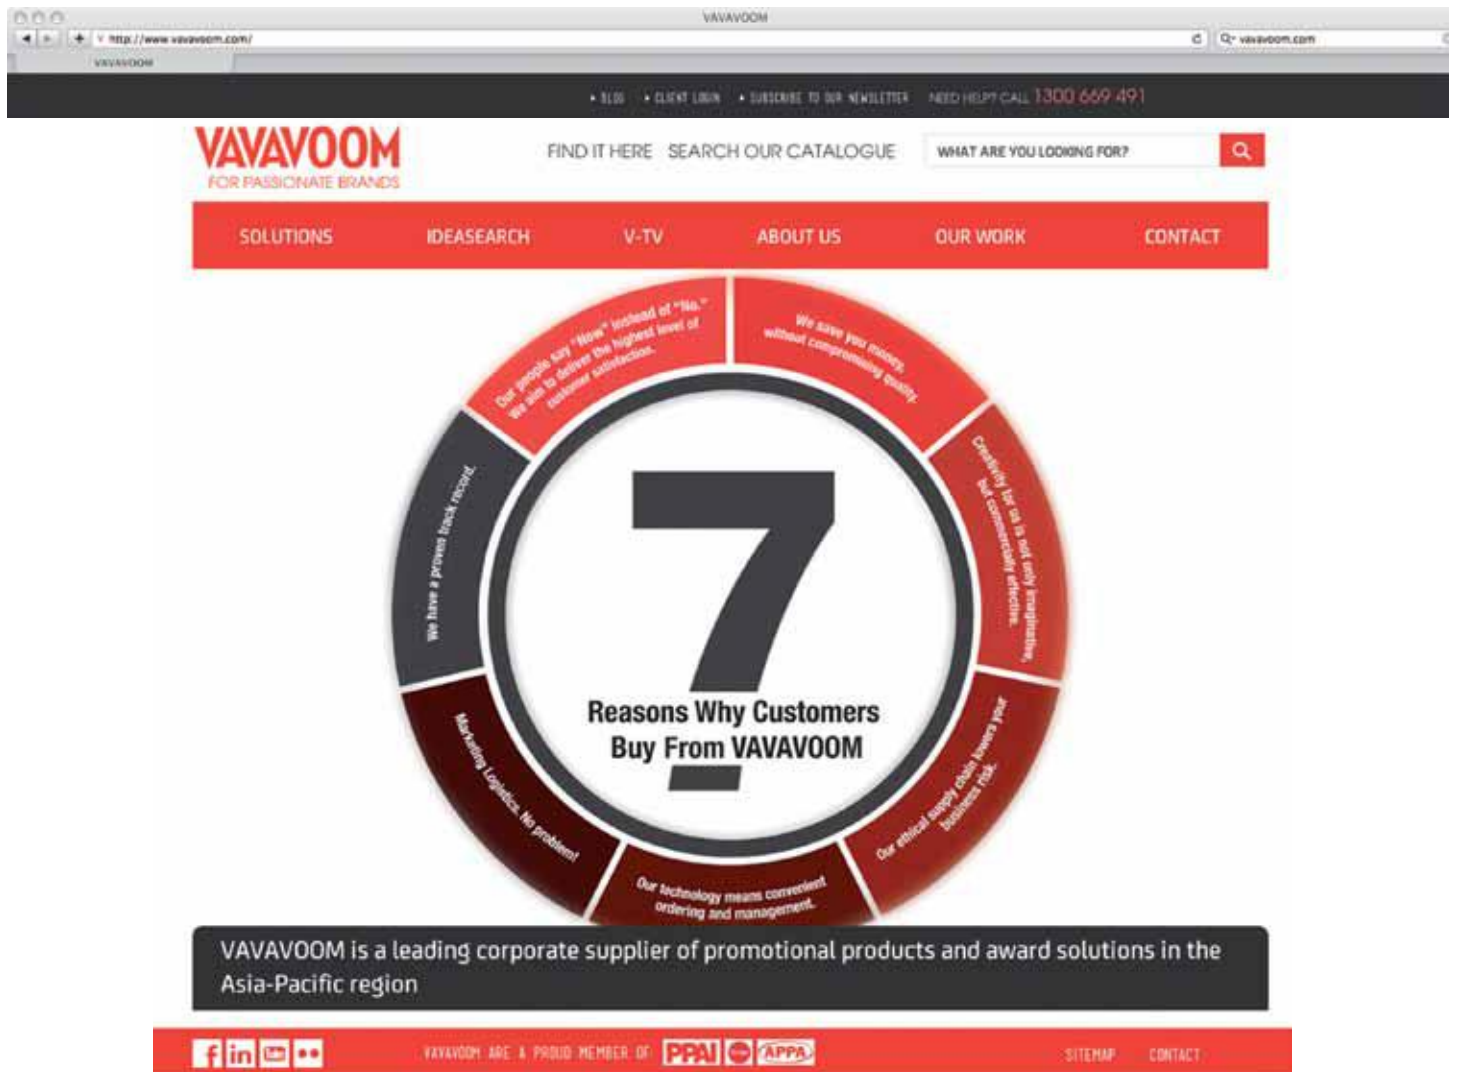 VAVAVOOM
http://www.vavavoom.com/
vavavoom.com
VAVAVOOM
BLOG CLIENT LOGIN SUBSCRIBE TO OUR NEWSLETTER NEED HELP? CALL 1300 669 491
VAVAVOOM
FOR PASSIONATE BRANDS
FIND IT HERE SEARCH OUR CATALOGUE
WHAT ARE YOU LOOKING FOR?
SOLUTIONS IDEASEARCH V-TV ABOUT US OUR WORK CONTACT
Our people say "Now" instead of "No."
We aim to deliver the highest level of
customer satisfaction.
We save you money,
without compromising quality.
Creativity for us is not only imaginative,
but commercially effective.
Our ethical supply chain lowers your
business risk.
Our technology means convenient
ordering and management.
Marketing Logistics. No problem!
We have a proven track record.
7
Reasons Why Customers
Buy From VAVAVOOM
VAVAVOOM is a leading corporate supplier of promotional products and award solutions in the
Asia-Pacific region
f in
VAVAVOOM ARE A PROUD MEMBER OF PPAI APPA
SITEMAP CONTACT